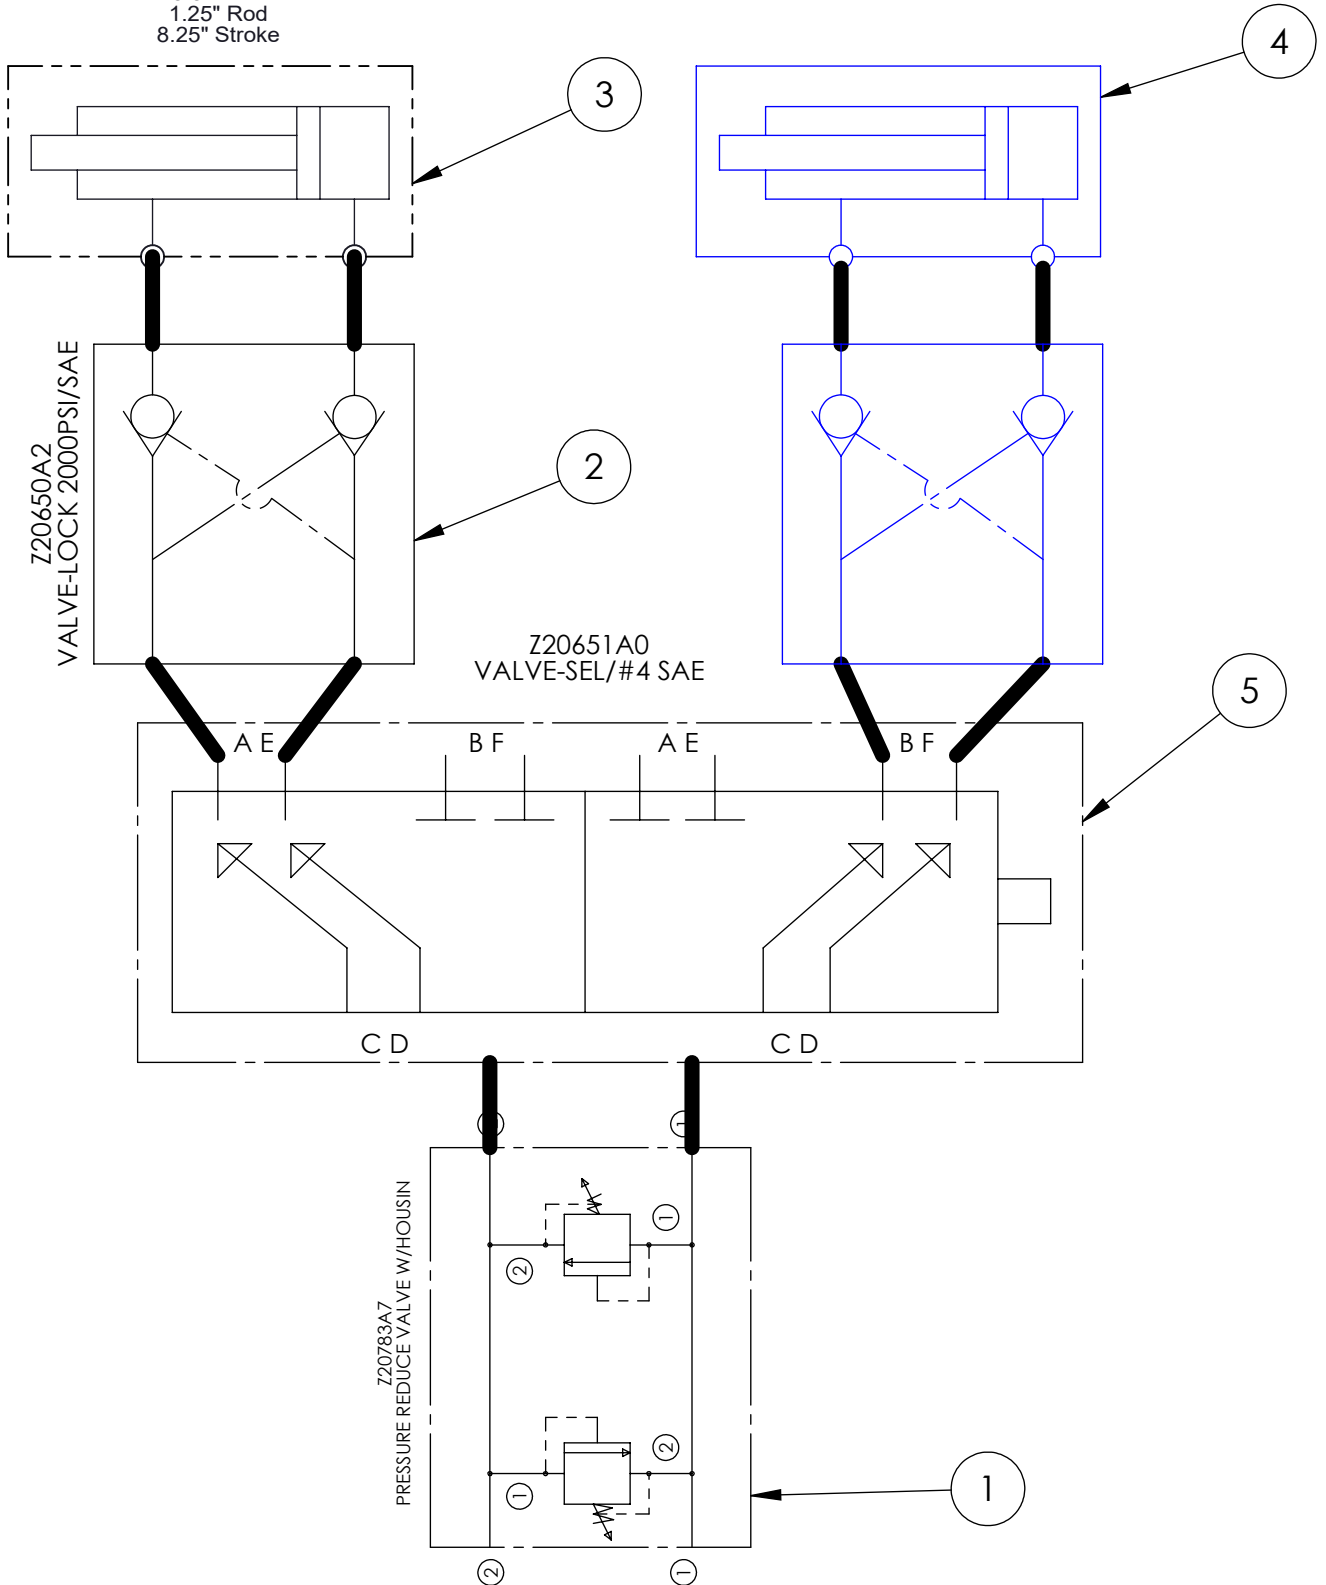 1.25" Rod
8.25" Stroke
3
4
Z20650A2
VALVE-LOCK 2000PSI/SAE
2
Z20651A0
VALVE-SEL/#4 SAE
5
A E
B F
A E
B F
C D
C D
1
Z20783A7
PRESSURE REDUCE VALVE W/HOUSIN
1
2
2
1
1
2
1